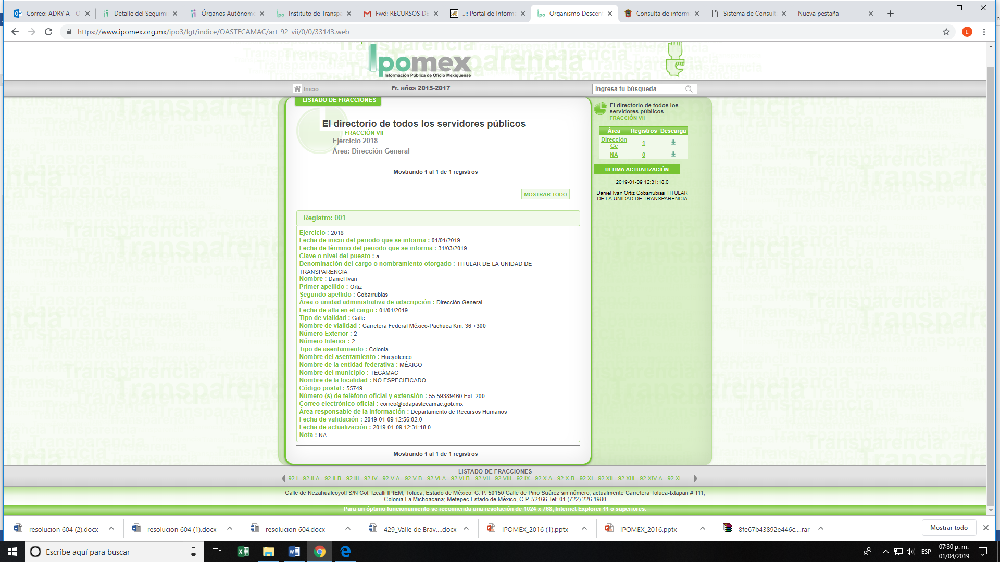 Correo: ADRY A - O
Detalle del Seguimi
Órganos Autónomo
Instituto de Transpa
Fwd: RECURSOS DE
..:: Portal de Informa
Organismo Descent
Consulta de inform
Sistema de Consulta
Nueva pestaña
https://www.ipomex.org.mx/ipo3/lgt/indice/OASTECAMAC/art_92_vii/0/0/33143.web
L
Ipomex
Información Pública de Oficio Mexiquense
Inicio
Fr. años 2015-2017
Ingresa tu búsqueda
LISTADO DE FRACCIONES
El directorio de todos los servidores públicos
FRACCIÓN VII
Ejercicio 2018
Área: Dirección General
Mostrando 1 al 1 de 1 registros
MOSTRAR TODO
Registro: 001
Ejercicio : 2018
Fecha de inicio del periodo que se informa : 01/01/2019
Fecha de término del periodo que se informa : 31/03/2019
Clave o nivel del puesto : a
Denominación del cargo o nombramiento otorgado : TITULAR DE LA UNIDAD DE
TRANSPARENCIA
Nombre : Daniel Ivan
Primer apellido : Ortiz
Segundo apellido : Cobarrubias
Área o unidad administrativa de adscripción : Dirección General
Fecha de alta en el cargo : 01/01/2019
Tipo de vialidad : Calle
Nombre de vialidad : Carretera Federal México-Pachuca Km. 36 +300
Número Exterior : 2
Número Interior : 2
Tipo de asentamiento : Colonia
Nombre del asentamiento : Hueyotenco
Nombre de la entidad federativa : MÉXICO
Nombre del municipio : TECÁMAC
Nombre de la localidad : NO ESPECIFICADO
Código postal : 55749
Número (s) de teléfono oficial y extensión : 55 59389460 Ext. 200
Correo electrónico oficial : correo@odapastecamac.gob.mx
Área responsable de la información : Departamento de Recursos Humanos
Fecha de validación : 2019-01-09 12:56:02.0
Fecha de actualización : 2019-01-09 12:31:18.0
Nota : NA
Mostrando 1 al 1 de 1 registros
El directorio de todos los
servidores públicos
FRACCIÓN VII
Área Registros Descarga
Dirección
Ge 1
NA 0
ULTIMA ACTUALIZACIÓN
2019-01-09 12:31:18.0
Daniel Ivan Ortiz Cobarrubias TITULAR
DE LA UNIDAD DE TRANSPARENCIA
LISTADO DE FRACCIONES
92 I - 92 II A - 92 II B - 92 III - 92 IV - 92 V A - 92 V B - 92 VI A - 92 VI B - 92 VII - 92 VIII - 92 IX - 92 X A - 92 X B - 92 XI - 92 XII - 92 XIII - 92 XIV A - 92 X
Calle de Nezahualcoyotl S/N Col. Izcalli IPIEM, Toluca, Estado de México. C. P. 50150 Calle de Pino Suárez sin número, actualmente Carretera Toluca-Ixtapan # 111,
Colonia La Michoacana; Metepec Estado de México, C.P. 52166 Tel: 01 (722) 226 1980
Para un óptimo funcionamiento se recomienda una resolución de 1024 x 768, Internet Explorer 11 o superiores.
resolucion 604 (2).docx
resolucion 604 (1).docx
resolucion 604.docx
429_Valle de Brav....docx
IPOMEX_2016 (1).pptx
IPOMEX_2016.pptx
8fe67b43892e446c....rar
Mostrar todo
Escribe aquí para buscar
ESP
07:30 p. m.
01/04/2019